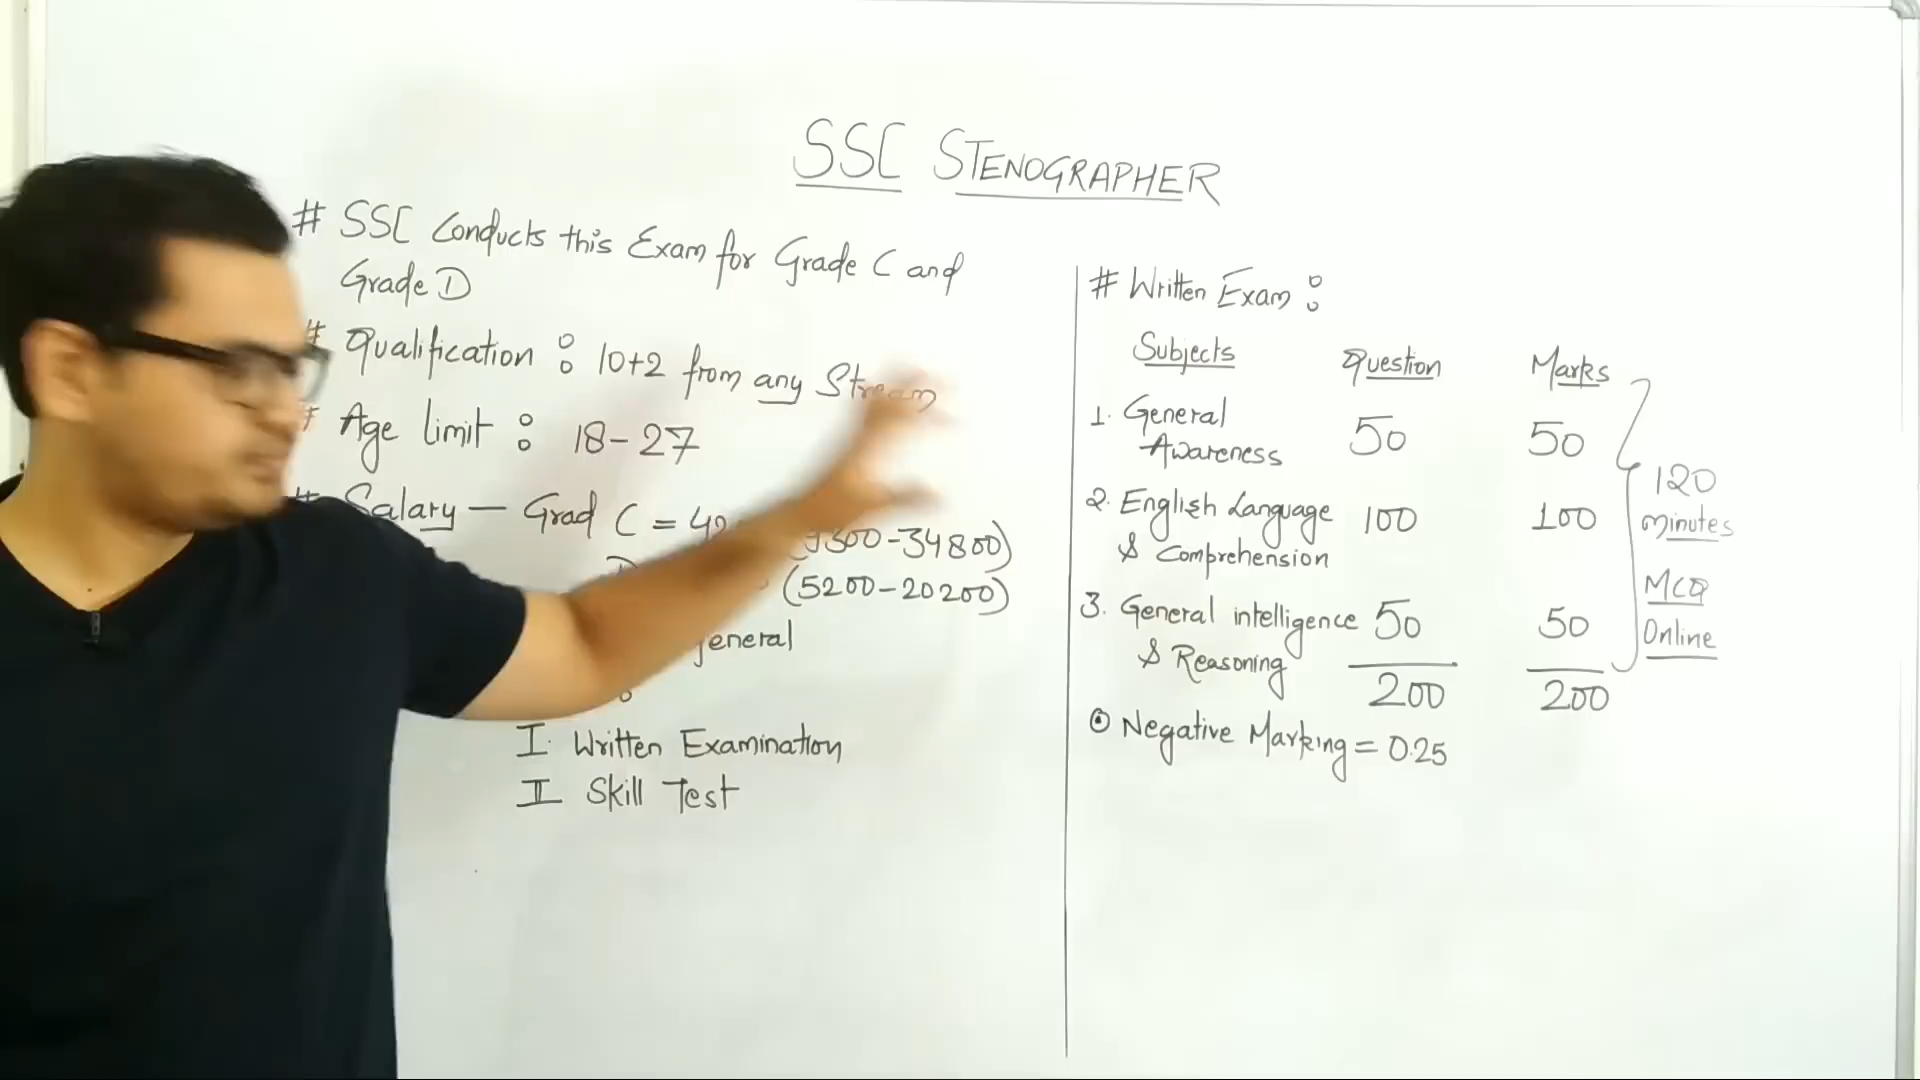 SSC STENOGRAPHER
# SSC Conducts this Exam for Grade C and
Grade D
# Qualification : 10+2 from any Stream
# Age limit : 18-27
# Salary — Grad C = (9300-34800)
D (5200-20200)
general
I. Written Examination
II Skill Test
# Written Exam :
Subjects Question Marks
1. General 50 50
Awareness
2. English Language 100 100
& Comprehension
3. General intelligence 50 50
& Reasoning
200 200
120
minutes
MCQ
Online
⊙ Negative Marking = 0.25